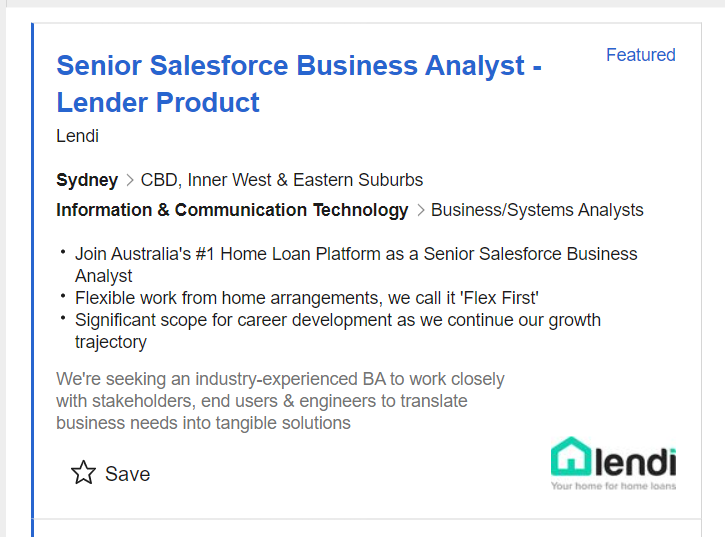 Senior Salesforce Business Analyst -
Lender Product
Featured
Lendi
Sydney > CBD, Inner West & Eastern Suburbs
Information & Communication Technology > Business/Systems Analysts
• Join Australia's #1 Home Loan Platform as a Senior Salesforce Business
Analyst
• Flexible work from home arrangements, we call it 'Flex First'
• Significant scope for career development as we continue our growth
trajectory
We're seeking an industry-experienced BA to work closely
with stakeholders, end users & engineers to translate
business needs into tangible solutions
Save
lendi
Your home for home loans